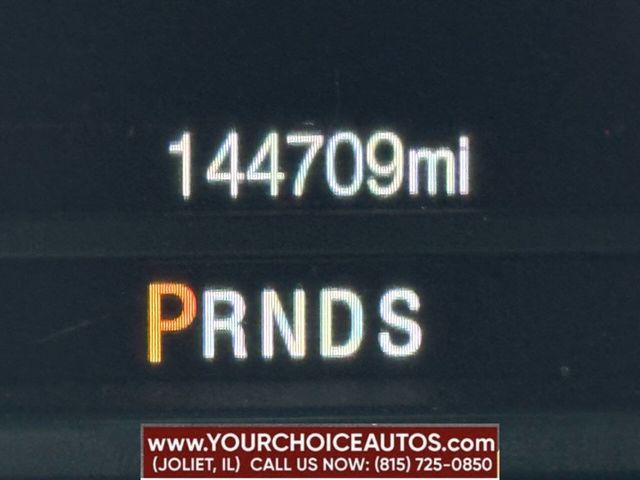 144709mi
PRNDS
www.YOURCHOICEAUTOS.com
(JOLIET, IL) CALL US NOW: (815) 725-0850